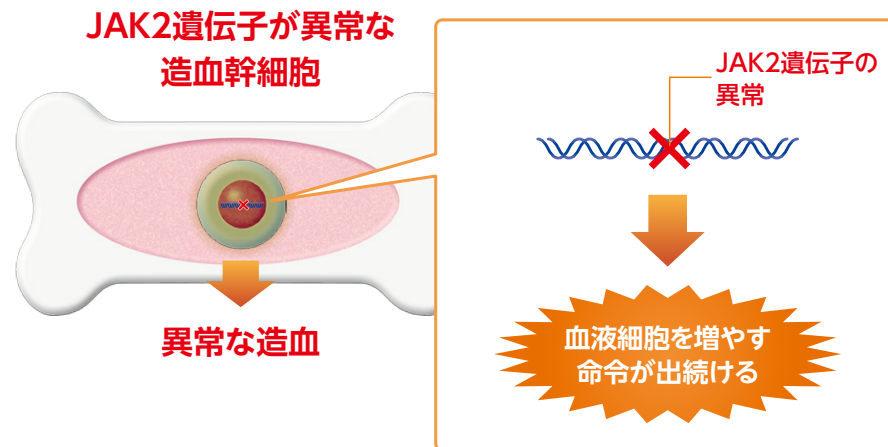 JAK2遺伝子が異常な
造血幹細胞
異常な造血
JAK2遺伝子の
異常
血液細胞を増やす
命令が出続ける